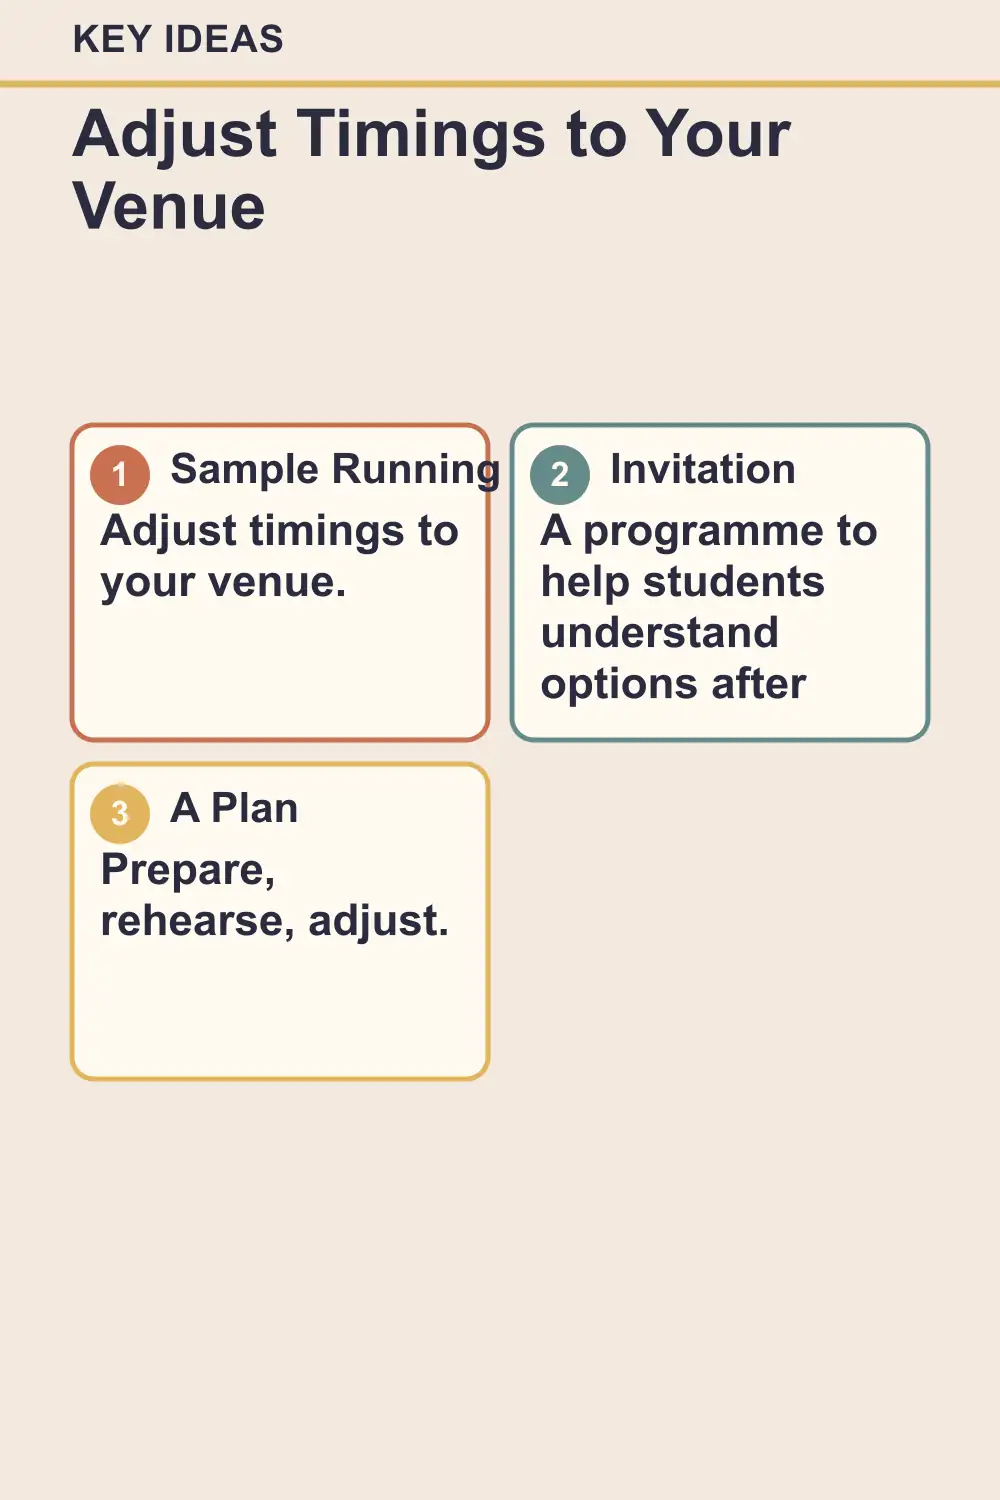 KEY IDEAS
Adjust Timings to Your
Venue
1 Sample Running
Adjust timings to
your venue.
2 Invitation
A programme to
help students
understand
options after
3 A Plan
Prepare,
rehearse, adjust.